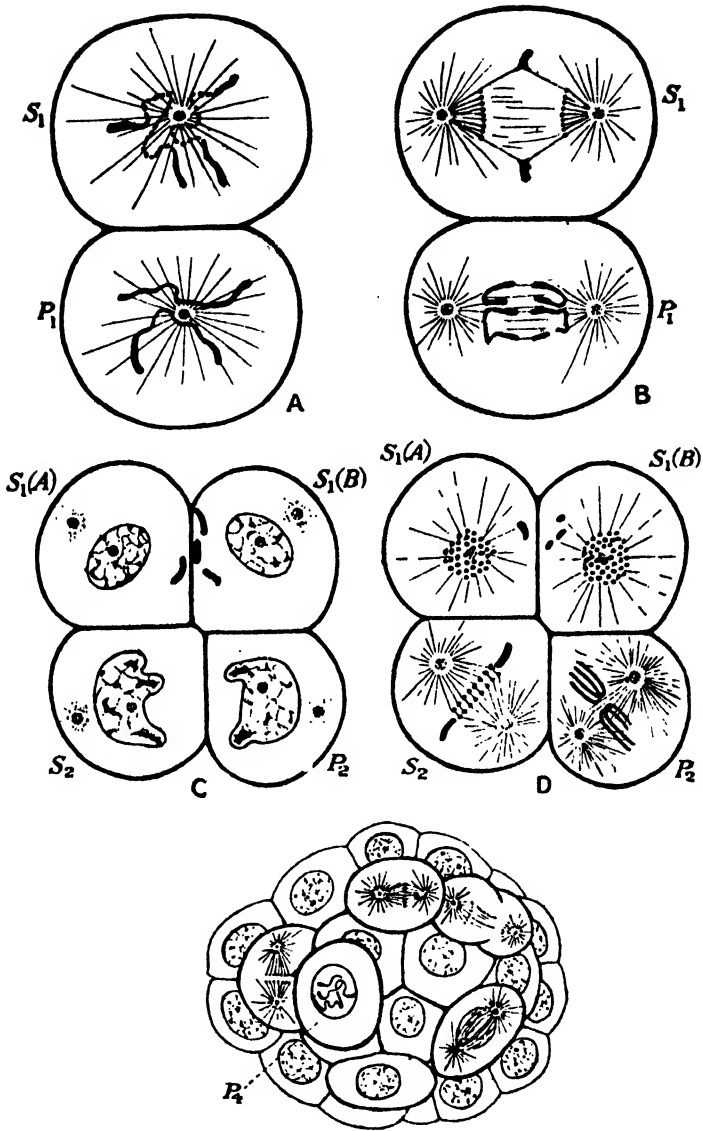 S₁ S₁
P₁ P₁
A B
S₁(A) S₁(B) S₁(A) S₁(B)
S₂ P₂ S₂ P₂
C D
P₄